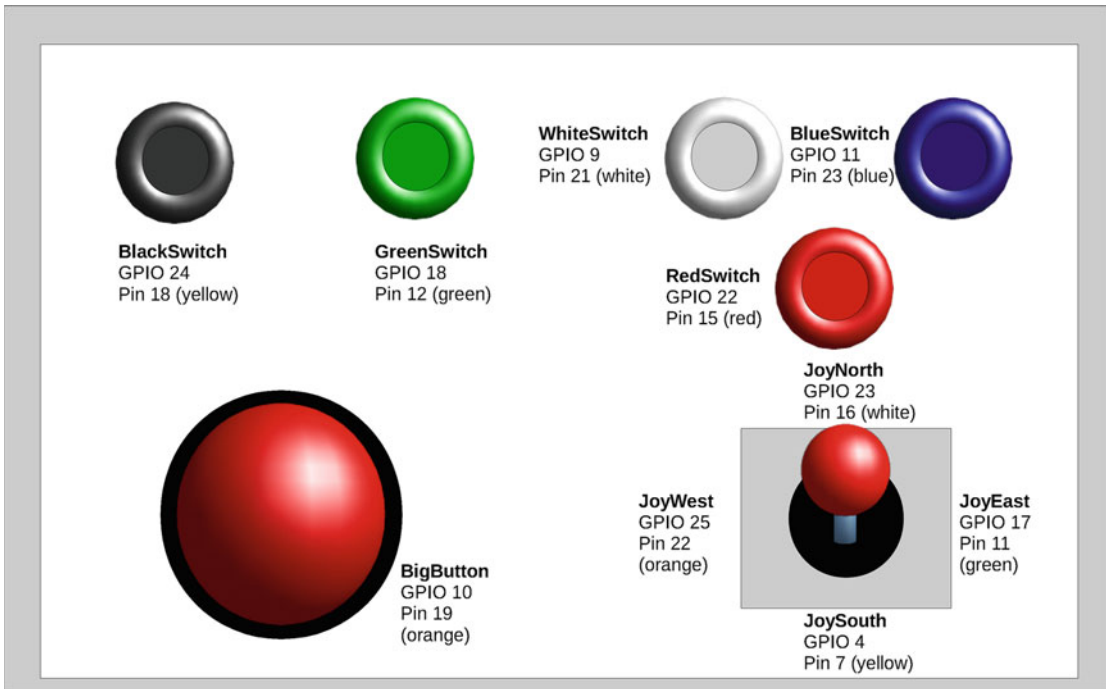 WhiteSwitch
GPIO 9
Pin 21 (white)
BlueSwitch
GPIO 11
Pin 23 (blue)
BlackSwitch
GPIO 24
Pin 18 (yellow)
GreenSwitch
GPIO 18
Pin 12 (green)
RedSwitch
GPIO 22
Pin 15 (red)
JoyNorth
GPIO 23
Pin 16 (white)
JoyWest
GPIO 25
Pin 22
(orange)
JoyEast
GPIO 17
Pin 11
(green)
BigButton
GPIO 10
Pin 19
(orange)
JoySouth
GPIO 4
Pin 7 (yellow)